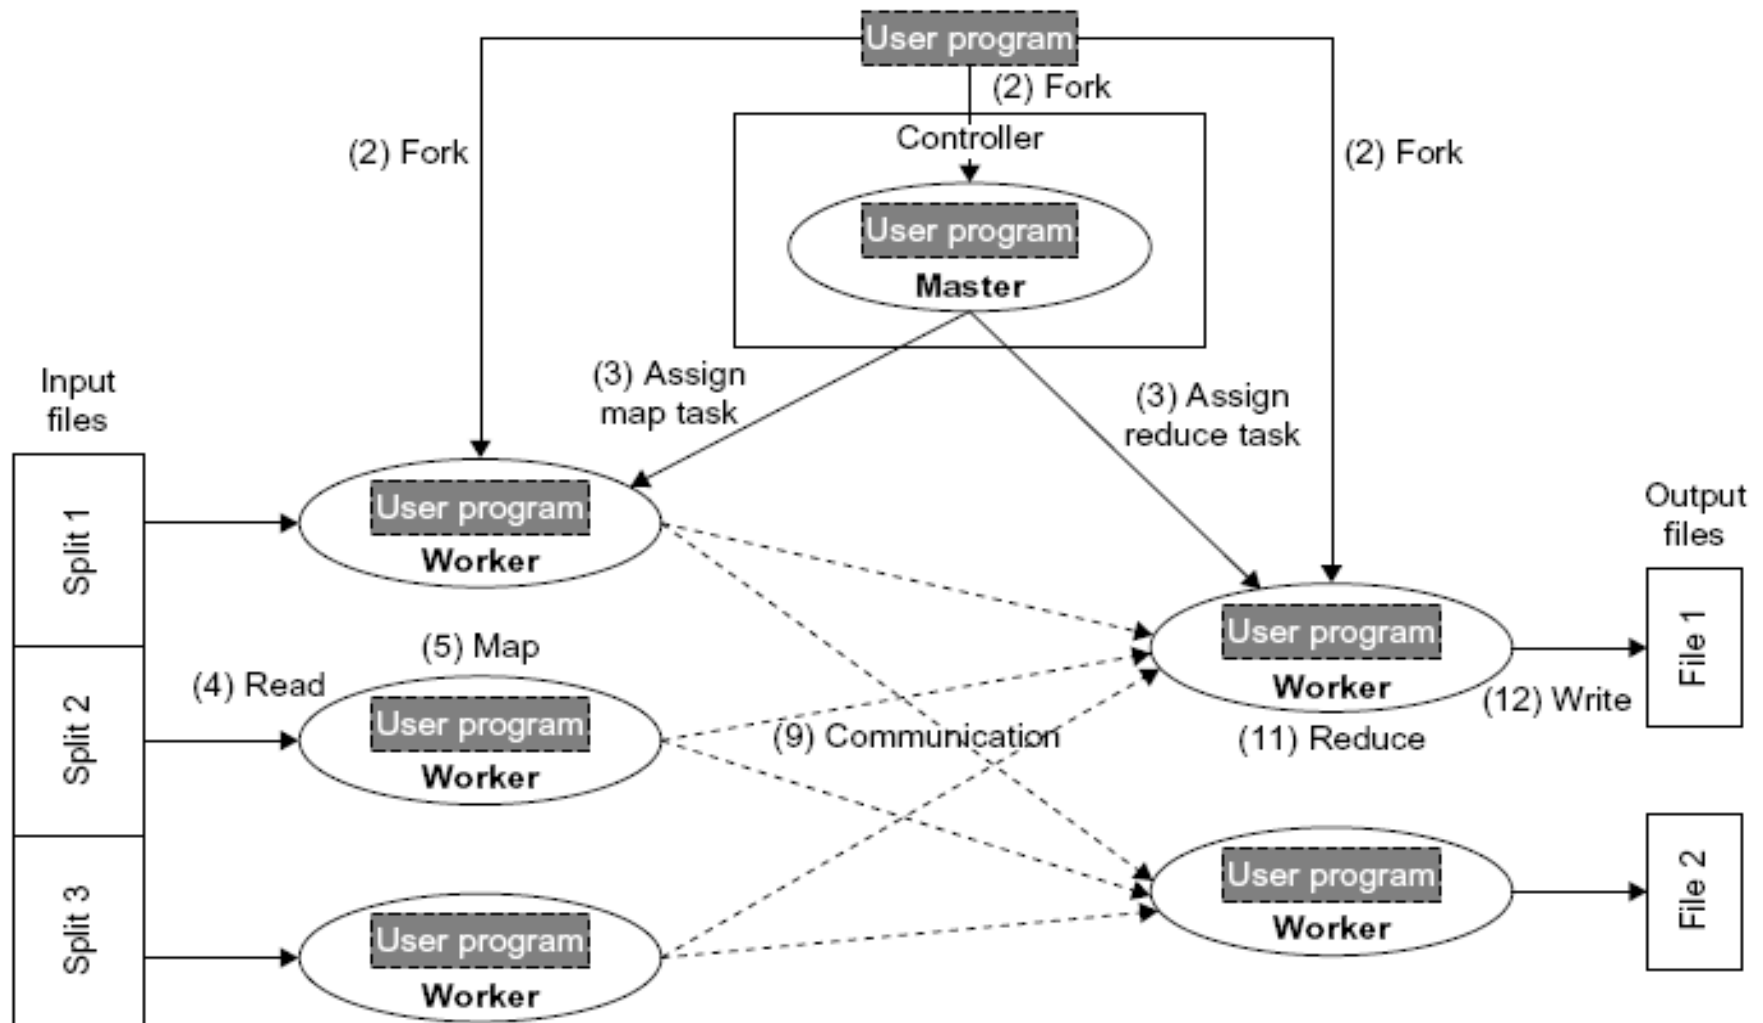 User program
(2) Fork
Controller
(2) Fork
(2) Fork
User program
Master
(3) Assign
map task
(3) Assign
reduce task
Input
files
Split 1
User program
Worker
Output
files
File 1
(5) Map
(4) Read
Split 2
User program
Worker
(9) Communication
User program
Worker
(12) Write
(11) Reduce
Split 3
User program
Worker
User program
Worker
File 2